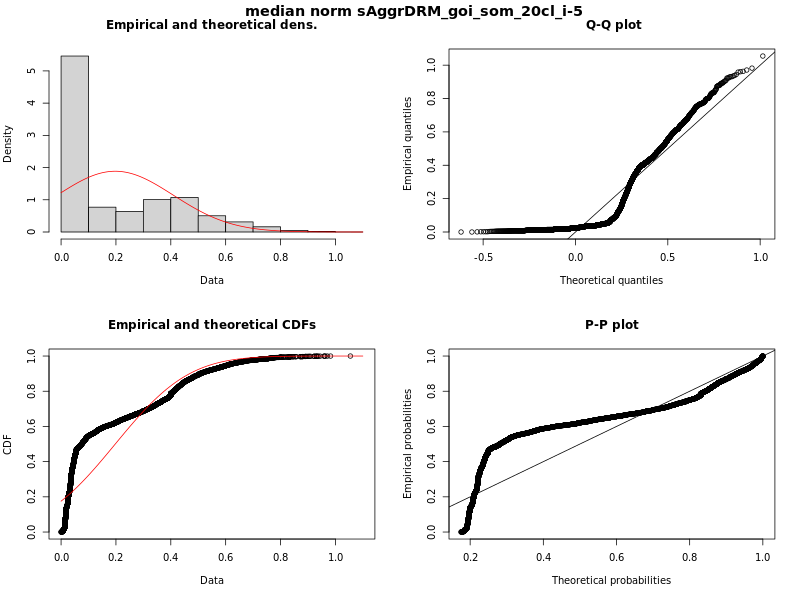 median norm sAggrDRM_goi_som_20cl_i-5
Empirical and theoretical dens.
Density
0 1 2 3 4 5
0.0 0.2 0.4 0.6 0.8 1.0
Data
Q-Q plot
Empirical quantiles
0.0 0.2 0.4 0.6 0.8 1.0
-0.5 0.0 0.5 1.0
Theoretical quantiles
Empirical and theoretical CDFs
CDF
0.0 0.2 0.4 0.6 0.8 1.0
0.0 0.2 0.4 0.6 0.8 1.0
Data
P-P plot
Empirical probabilities
0.0 0.2 0.4 0.6 0.8 1.0
0.2 0.4 0.6 0.8 1.0
Theoretical probabilities